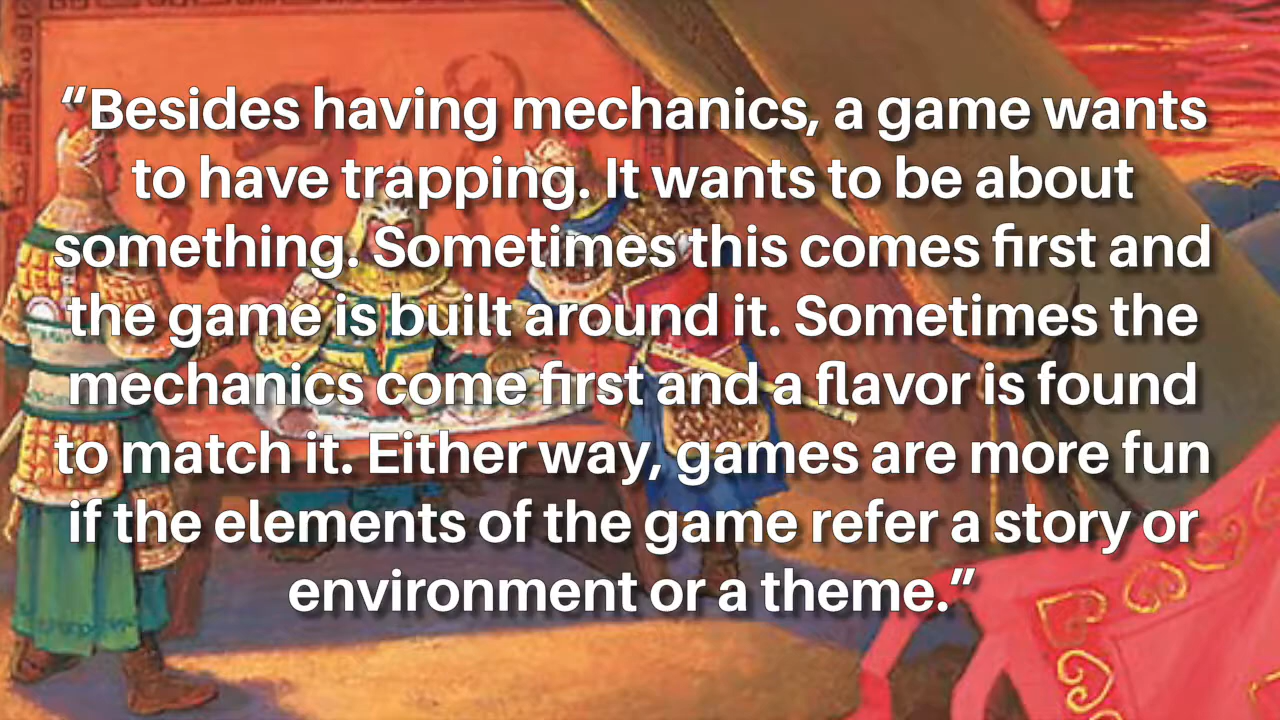 “Besides having mechanics, a game wants
to have trapping. It wants to be about
something. Sometimes this comes first and
the game is built around it. Sometimes the
mechanics come first and a flavor is found
to match it. Either way, games are more fun
if the elements of the game refer a story or
environment or a theme.”